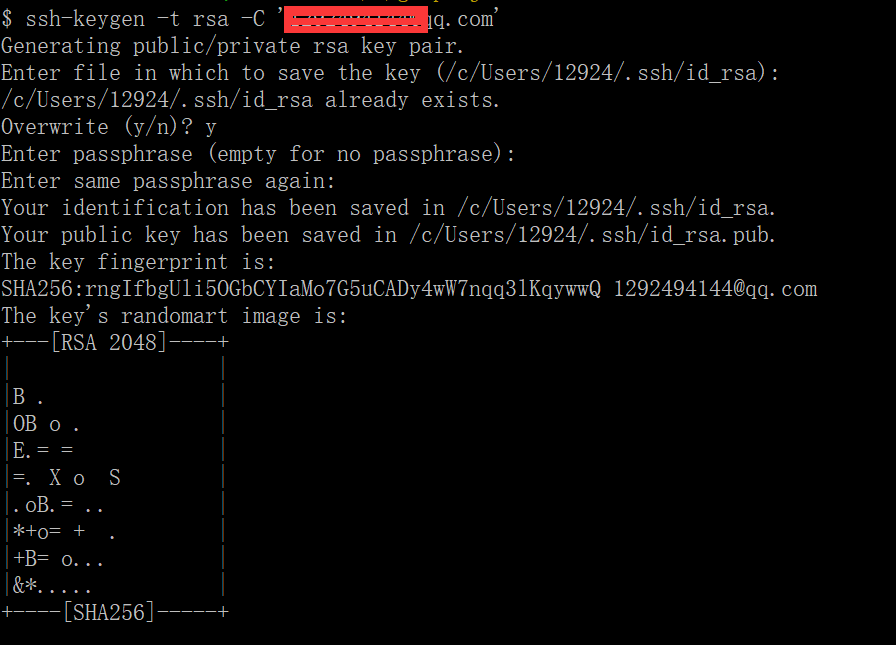 $ ssh-keygen -t rsa -C ' qq.com'
Generating public/private rsa key pair.
Enter file in which to save the key (/c/Users/12924/.ssh/id_rsa):
/c/Users/12924/.ssh/id_rsa already exists.
Overwrite (y/n)? y
Enter passphrase (empty for no passphrase):
Enter same passphrase again:
Your identification has been saved in /c/Users/12924/.ssh/id_rsa.
Your public key has been saved in /c/Users/12924/.ssh/id_rsa.pub.
The key fingerprint is:
SHA256:rngIfbgUli5OGbCYIaMo7G5uCADy4wW7nqq3lKqywwQ 1292494144@qq.com
The key's randomart image is:
+---[RSA 2048]----+
|                 |
|B .              |
|OB o .           |
|E.= =            |
|=. X o  S        |
|.oB.= ..         |
|*+o= +  .        |
|+B= o...         |
|&*.....          |
+----[SHA256]-----+